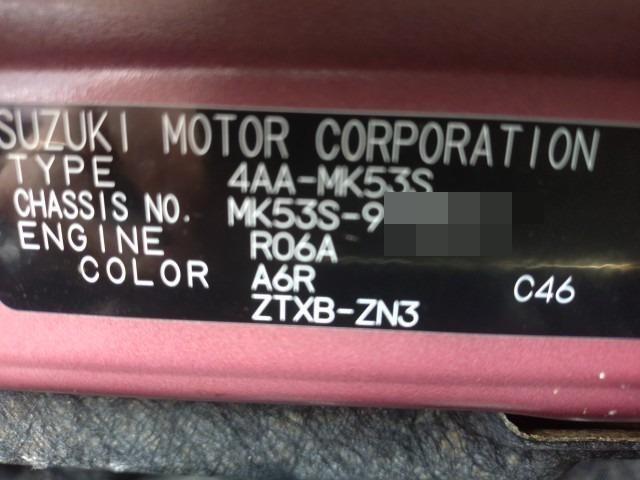 SUZUKI MOTOR CORPORATION
TYPE 4AA-MK53S
CHASSIS NO. MK53S-9
ENGINE R06A
COLOR A6R C46
ZTXB-ZN3